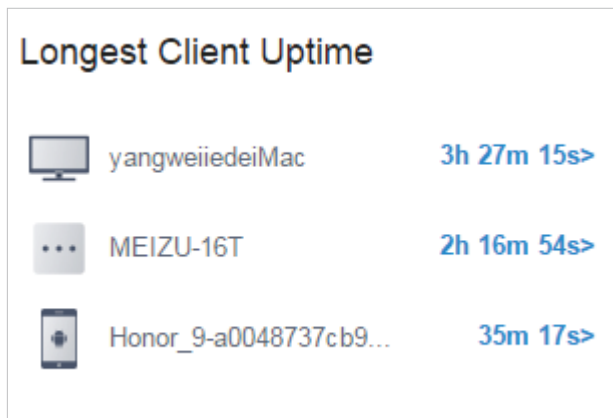 Longest Client Uptime
yangweiiedeiMac 3h 27m 15s>
MEIZU-16T 2h 16m 54s>
Honor_9-a0048737cb9... 35m 17s>